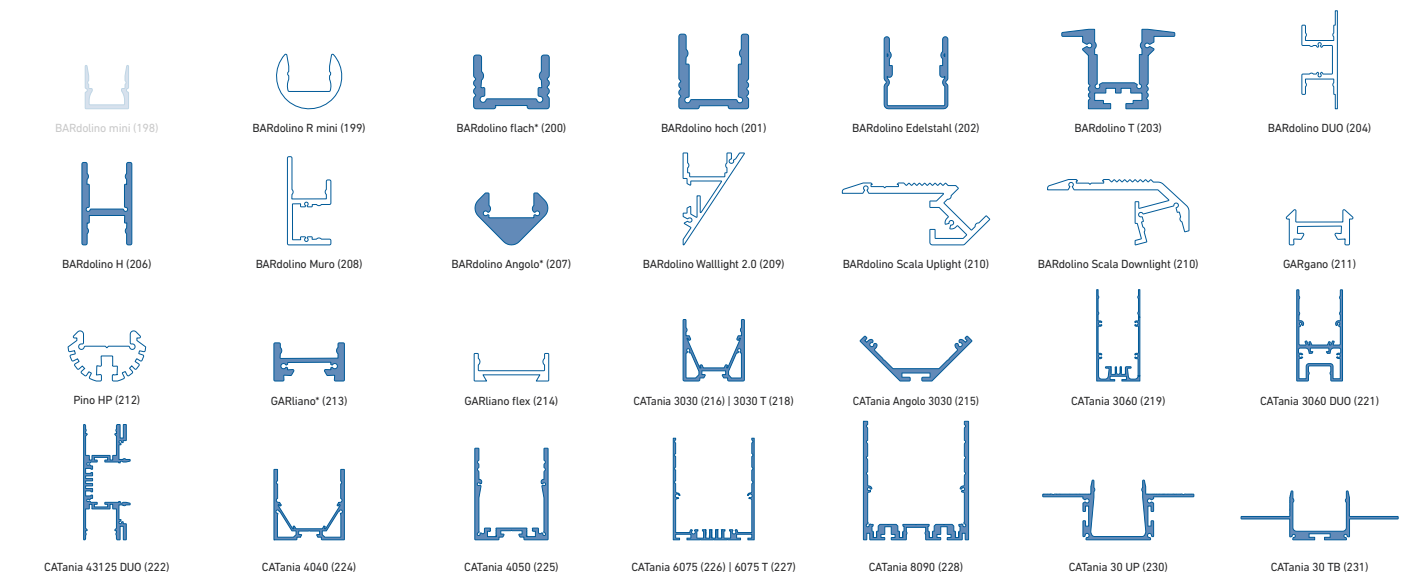 BARdolino mini (198)
BARdolino R mini (199)
BARdolino flach* (200)
BARdolino hoch (201)
BARdolino Edelstahl (202)
BARdolino T (203)
BARdolino DUO (204)
BARdolino H (206)
BARdolino Muro (208)
BARdolino Angolo* (207)
BARdolino Walllight 2.0 (209)
BARdolino Scala Uplight (210)
BARdolino Scala Downlight (210)
GARgano (211)
Pino HP (212)
GARliano* (213)
GARliano flex (214)
CATania 3030 (216) | 3030 T (218)
CATania Angolo 3030 (215)
CATania 3060 (219)
CATania 3060 DUO (221)
CATania 43125 DUO (222)
CATania 4040 (224)
CATania 4050 (225)
CATania 6075 (226) | 6075 T (227)
CATania 8090 (228)
CATania 30 UP (230)
CATania 30 TB (231)